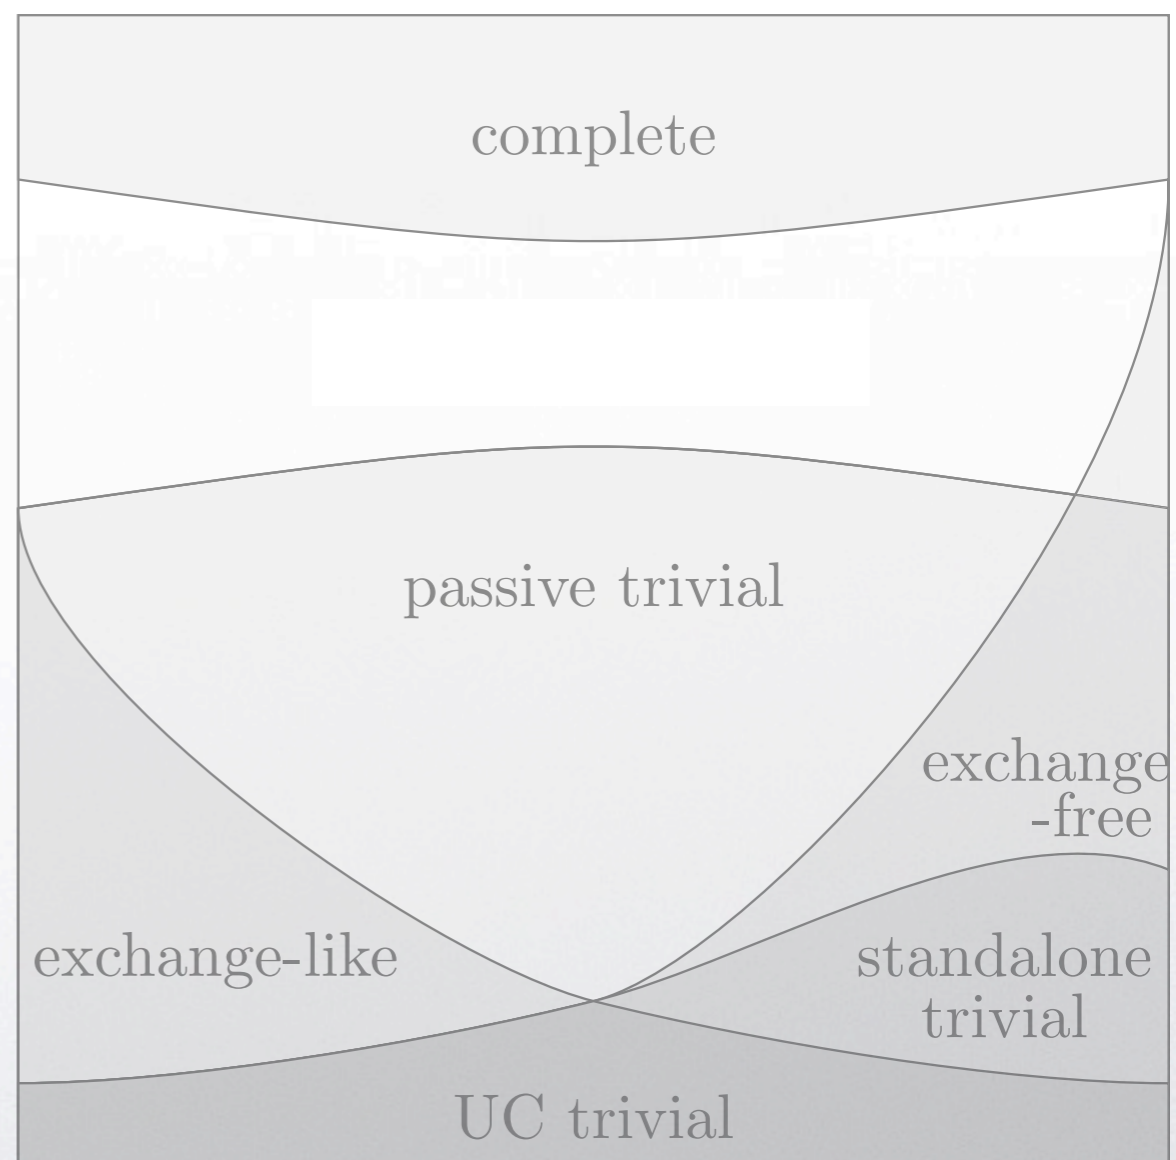 complete
passive trivial
exchange
-free
exchange-like
standalone
trivial
UC trivial